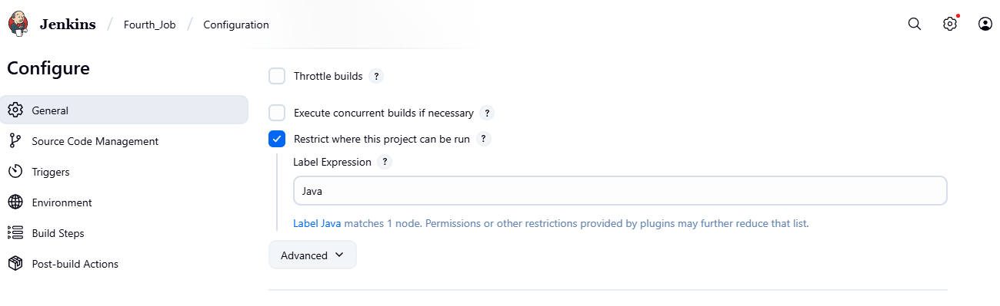 Jenkins / Fourth_Job / Configuration
Configure
General
Source Code Management
Triggers
Environment
Build Steps
Post-build Actions
Throttle builds ?
Execute concurrent builds if necessary ?
Restrict where this project can be run ?
Label Expression ?
Java
Label Java matches 1 node. Permissions or other restrictions provided by plugins may further reduce that list.
Advanced